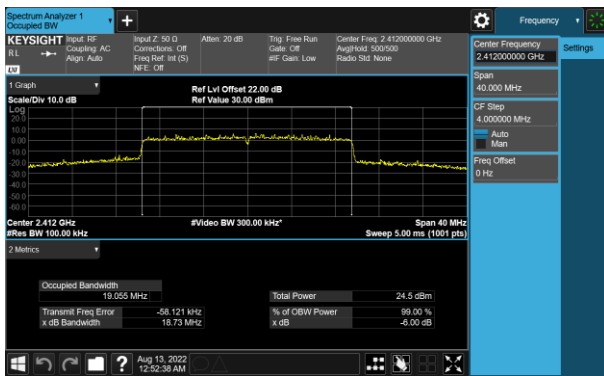 Spectrum Analyzer 1
Occupied BW
Frequency
KEYSIGHT
RL
Input: RF
Coupling: AC
Align: Auto
Input Z: 50 Ω
Corrections: Off
Freq Ref: Int (S)
NFE: Off
Atten: 20 dB
Trig: Free Run
Gate: Off
#IF Gain: Low
Center Freq: 2.412000000 GHz
Avg|Hold: 500/500
Radio Std: None
Center Frequency
2.412000000 GHz
Settings
Span
40.000 MHz
CF Step
4.000000 MHz
Auto
Man
Freq Offset
0 Hz
1 Graph
Scale/Div 10.0 dB
Ref Lvl Offset 22.00 dB
Ref Value 30.00 dBm
Log
20.0
10.0
0.00
-10.0
-20.0
-30.0
-40.0
-50.0
-60.0
Center 2.412 GHz
#Video BW 300.00 kHz*
Span 40 MHz
#Res BW 100.00 kHz
Sweep 5.00 ms (1001 pts)
2 Metrics
Occupied Bandwidth
19.055 MHz
Total Power 24.5 dBm
Transmit Freq Error -58.121 kHz
% of OBW Power 99.00 %
x dB Bandwidth 18.73 MHz
x dB -6.00 dB
?
Aug 13, 2022
12:52:38 AM